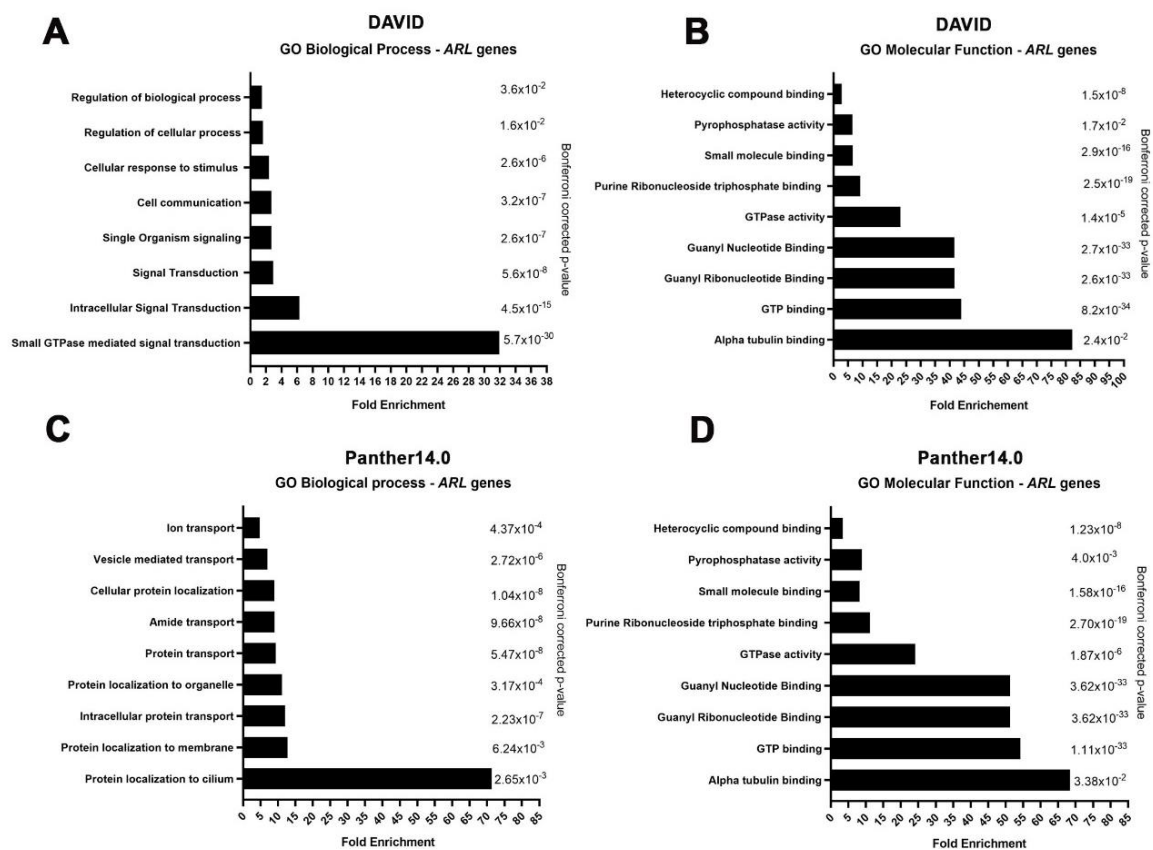 A
DAVID
GO Biological Process - ARL genes
Regulation of biological process
3.6x10⁻²
Regulation of cellular process
1.6x10⁻²
Cellular response to stimulus
2.6x10⁻⁶
Cell communication
3.2x10⁻⁷
Single Organism signaling
2.6x10⁻⁷
Signal Transduction
5.6x10⁻⁸
Intracellular Signal Transduction
4.5x10⁻¹⁵
Small GTPase mediated signal transduction
5.7x10⁻³⁰
Bonferroni corrected p-value
0 2 4 6 8 10 12 14 16 18 20 22 24 26 28 30 32 34 36 38
Fold Enrichment
B
DAVID
GO Molecular Function - ARL genes
Heterocyclic compound binding
1.5x10⁻⁸
Pyrophosphatase activity
1.7x10⁻²
Small molecule binding
2.9x10⁻¹⁶
Purine Ribonucleoside triphosphate binding
2.5x10⁻¹⁹
GTPase activity
1.4x10⁻⁵
Guanyl Nucleotide Binding
2.7x10⁻³³
Guanyl Ribonucleotide Binding
2.6x10⁻³³
GTP binding
8.2x10⁻³⁴
Alpha tubulin binding
2.4x10⁻²
Bonferroni corrected p-value
0 5 10 15 20 25 30 35 40 45 50 55 60 65 70 75 80 85 90 95 100
Fold Enrichement
C
Panther14.0
GO Biological process - ARL genes
Ion transport
4.37x10⁻⁴
Vesicle mediated transport
2.72x10⁻⁶
Cellular protein localization
1.04x10⁻⁸
Amide transport
9.66x10⁻⁸
Protein transport
5.47x10⁻⁸
Protein localization to organelle
3.17x10⁻⁴
Intracellular protein transport
2.23x10⁻⁷
Protein localization to membrane
6.24x10⁻³
Protein localization to cilium
2.65x10⁻³
Bonferroni corrected p-value
0 5 10 15 20 25 30 35 40 45 50 55 60 65 70 75 80 85
Fold Enrichment
D
Panther14.0
GO Molecular Function - ARL genes
Heterocyclic compound binding
1.23x10⁻⁸
Pyrophosphatase activity
4.0x10⁻³
Small molecule binding
1.58x10⁻¹⁶
Purine Ribonucleoside triphosphate binding
2.70x10⁻¹⁹
GTPase activity
1.87x10⁻⁶
Guanyl Nucleotide Binding
3.62x10⁻³³
Guanyl Ribonucleotide Binding
3.62x10⁻³³
GTP binding
1.11x10⁻³³
Alpha tubulin binding
3.38x10⁻²
Bonferroni corrected p-value
0 5 10 15 20 25 30 35 40 45 50 55 60 65 70 75 80 85
Fold Enrichment